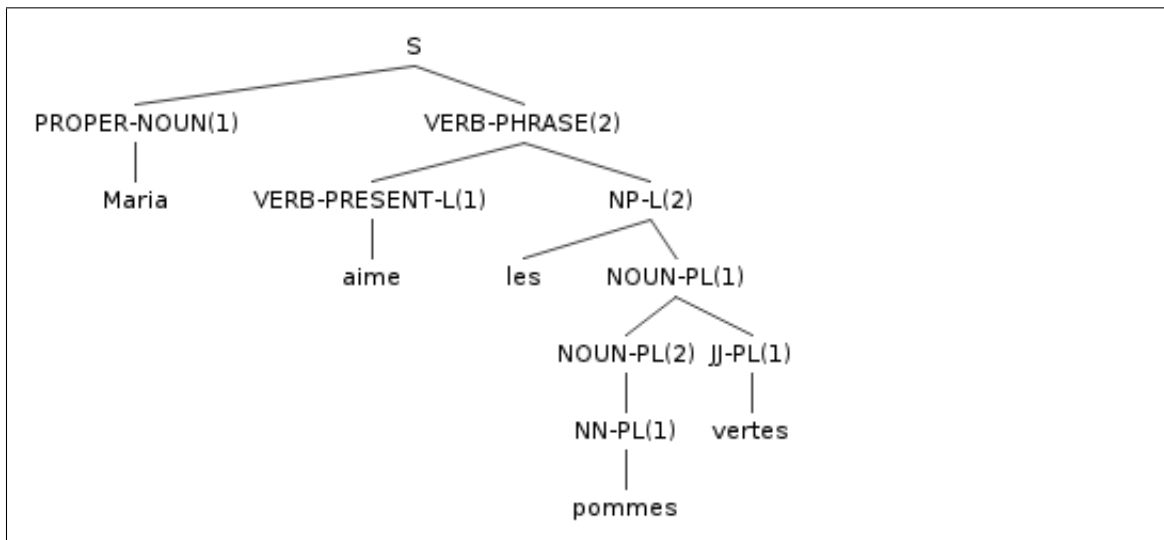 S
PROPER-NOUN(1) VERB-PHRASE(2)
Maria VERB-PRESENT-L(1) NP-L(2)
aime les NOUN-PL(1)
NOUN-PL(2) JJ-PL(1)
NN-PL(1) vertes
pommes